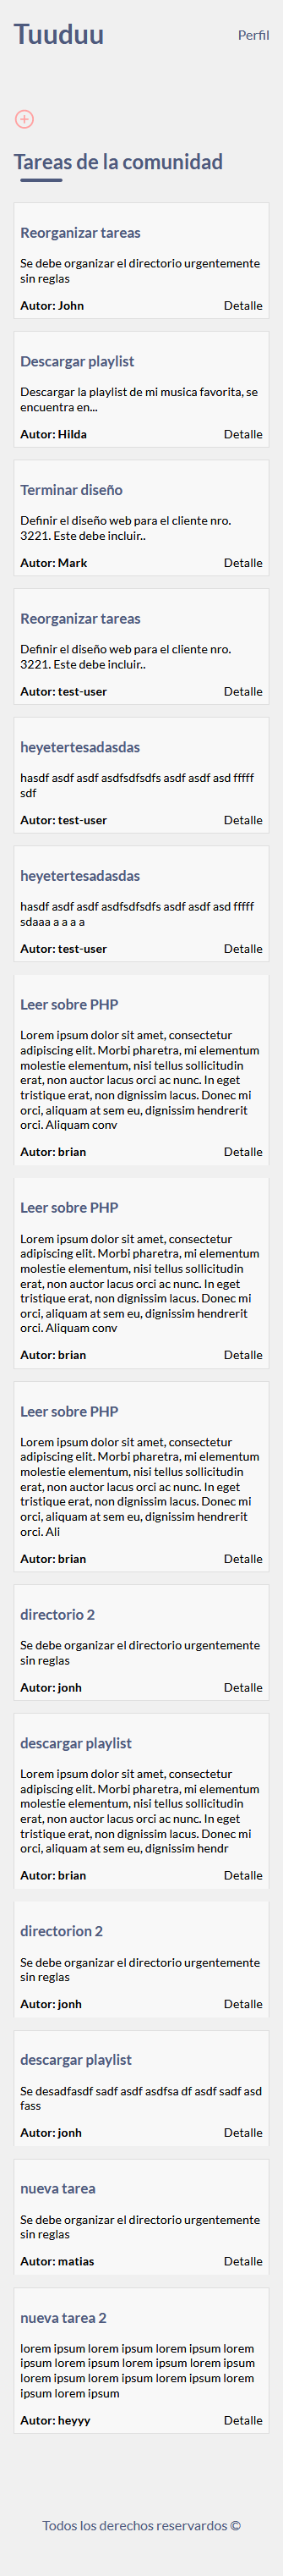 Tuuduu
Perfil
Tareas de la comunidad
Reorganizar tareas
Se debe organizar el directorio urgentemente
sin reglas
Autor: John
Detalle
Descargar playlist
Descargar la playlist de mi musica favorita, se
encuentra en...
Autor: Hilda
Detalle
Terminar diseño
Definir el diseño web para el cliente nro.
3221. Este debe incluir..
Autor: Mark
Detalle
Reorganizar tareas
Definir el diseño web para el cliente nro.
3221. Este debe incluir..
Autor: test-user
Detalle
heyetertesadasdas
hasdf asdf asdf asdfsdfsdfs asdf asdf asd fffff
sdf
Autor: test-user
Detalle
heyetertesadasdas
hasdf asdf asdf asdfsdfsdfs asdf asdf asd fffff
sdaaa a a a a
Autor: test-user
Detalle
Leer sobre PHP
Lorem ipsum dolor sit amet, consectetur
adipiscing elit. Morbi pharetra, mi elementum
molestie elementum, nisi tellus sollicitudin
erat, non auctor lacus orci ac nunc. In eget
tristique erat, non dignissim lacus. Donec mi
orci, aliquam at sem eu, dignissim hendrerit
orci. Aliquam conv
Autor: brian
Detalle
Leer sobre PHP
Lorem ipsum dolor sit amet, consectetur
adipiscing elit. Morbi pharetra, mi elementum
molestie elementum, nisi tellus sollicitudin
erat, non auctor lacus orci ac nunc. In eget
tristique erat, non dignissim lacus. Donec mi
orci, aliquam at sem eu, dignissim hendrerit
orci. Aliquam conv
Autor: brian
Detalle
Leer sobre PHP
Lorem ipsum dolor sit amet, consectetur
adipiscing elit. Morbi pharetra, mi elementum
molestie elementum, nisi tellus sollicitudin
erat, non auctor lacus orci ac nunc. In eget
tristique erat, non dignissim lacus. Donec mi
orci, aliquam at sem eu, dignissim hendrerit
orci. Ali
Autor: brian
Detalle
directorio 2
Se debe organizar el directorio urgentemente
sin reglas
Autor: jonh
Detalle
descargar playlist
Lorem ipsum dolor sit amet, consectetur
adipiscing elit. Morbi pharetra, mi elementum
molestie elementum, nisi tellus sollicitudin
erat, non auctor lacus orci ac nunc. In eget
tristique erat, non dignissim lacus. Donec mi
orci, aliquam at sem eu, dignissim hendr
Autor: brian
Detalle
directorion 2
Se debe organizar el directorio urgentemente
sin reglas
Autor: jonh
Detalle
descargar playlist
Se desadfasdf sadf asdf asdfsa df asdf sadf asd
fass
Autor: jonh
Detalle
nueva tarea
Se debe organizar el directorio urgentemente
sin reglas
Autor: matias
Detalle
nueva tarea 2
lorem ipsum lorem ipsum lorem ipsum lorem
ipsum lorem ipsum lorem ipsum lorem ipsum
lorem ipsum lorem ipsum lorem ipsum lorem
ipsum lorem ipsum
Autor: heyyy
Detalle
Todos los derechos reservardos ©